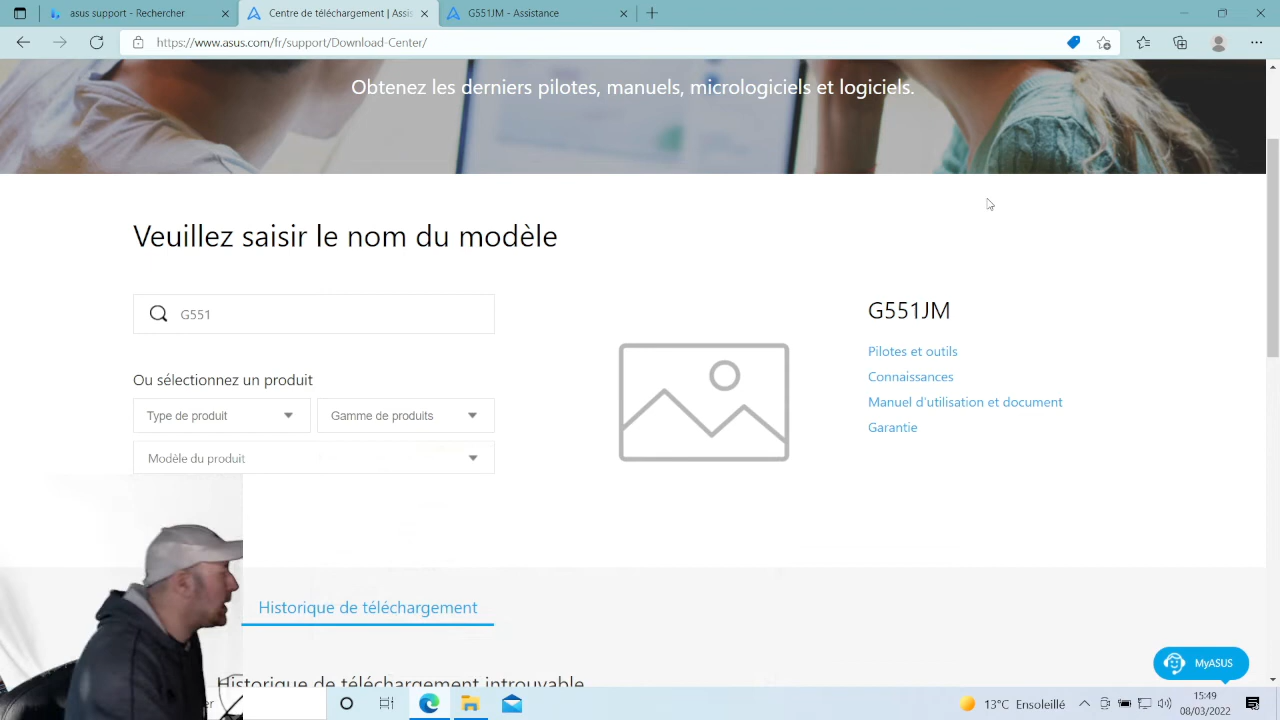 asus support - Rechercher
Centre de téléchargement | Assis
G551JM - Assistance
https://www.asus.com/fr/support/Download-Center/
Obtenez les derniers pilotes, manuels, micrologiciels et logiciels.
Veuillez saisir le nom du modèle
G551
G551JM
Pilotes et outils
Connaissances
Manuel d'utilisation et document
Garantie
Ou sélectionnez un produit
Type de produit
Gamme de produits
Modèle du produit
Historique de téléchargement
Historique de téléchargement introuvable
MyASUS
13°C Ensoleillé
15:49
08/03/2022